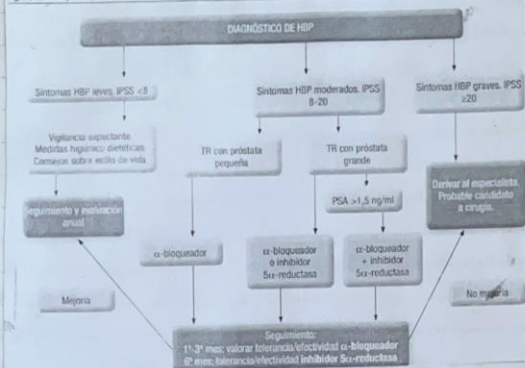 DIAGNÓSTICO DE HBP
Síntomas HBP leves. IPSS <8
Síntomas HBP moderados. IPSS
8-20
Síntomas HBP graves. IPSS
≥20
Vigilancia expectante.
Medidas higiénico dietéticas.
Consejos sobre estilo de vida.
TR con próstata
pequeña
TR con próstata
grande
PSA >1,5 ng/ml
Derivar al especialista.
Probable candidato
a cirugía.
Seguimiento y evaluación
anual
α-bloqueador
α-bloqueador
o inhibidor
5α-reductasa
α-bloqueador
+ inhibidor
5α-reductasa
Mejoría
No mejoría
Seguimiento:
1º-3º mes: valorar tolerancia/efectividad α-bloqueador
6º mes: tolerancia/efectividad inhibidor 5α-reductasa